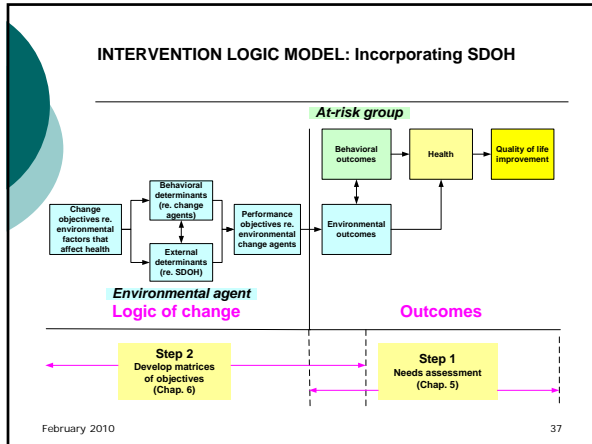 INTERVENTION LOGIC MODEL: Incorporating SDOH
At-risk group
Behavioral
outcomes
Health
Quality of life
improvement
Change
objectives re.
environmental
factors that
affect health
Behavioral
determinants
(re. change
agents)
External
determinants
(re. SDOH)
Performance
objectives re.
environmental
change agents
Environmental
outcomes
Environmental agent
Logic of change
Outcomes
Step 2
Develop matrices
of objectives
(Chap. 6)
Step 1
Needs assessment
(Chap. 5)
February 2010
37